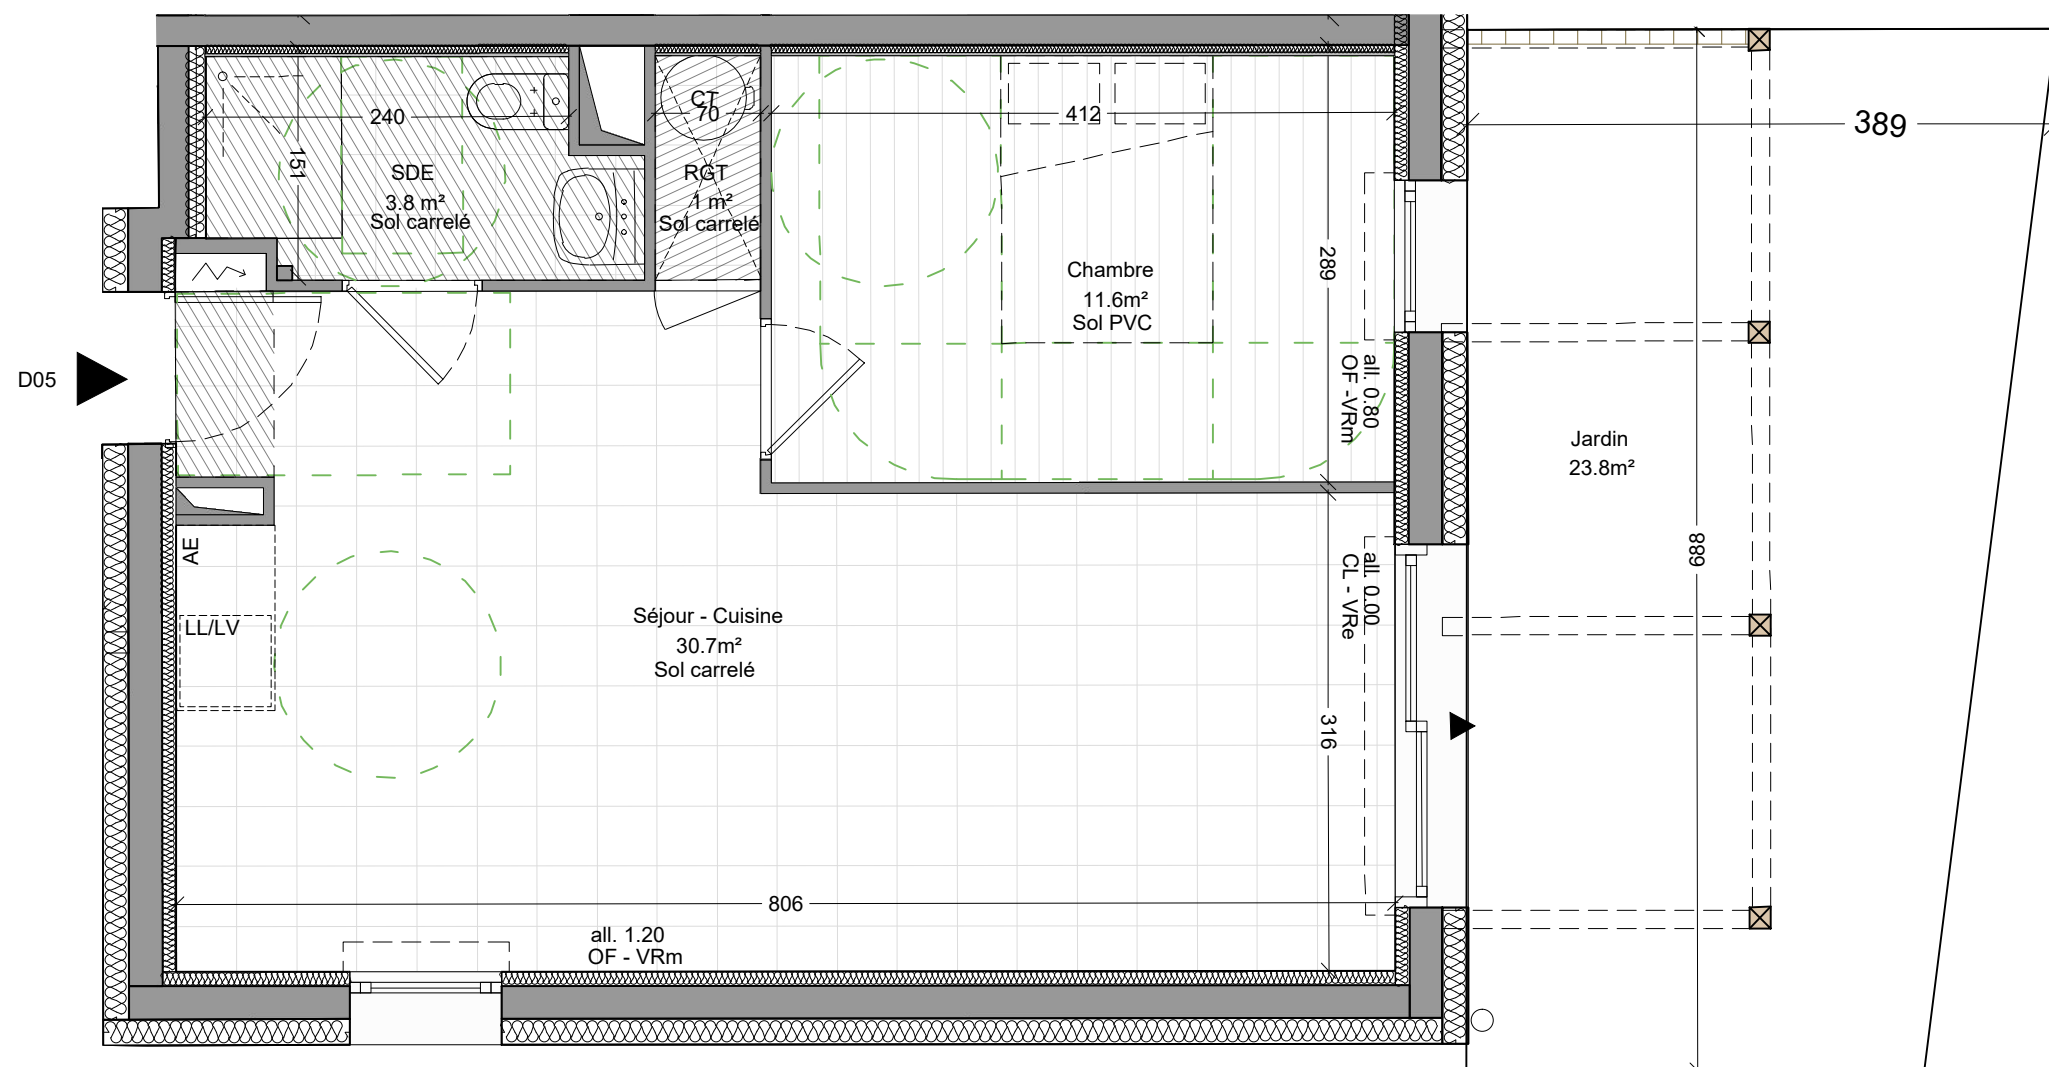 389
240
CT
70
412
151
SDE
3.8 m²
Sol carrelé
RGT
1 m²
Sol carrelé
289
Chambre
11.6m²
Sol PVC
D05
all. 0.80
OF -VRm
Jardin
23.8m²
AE
688
all. 0.00
CL - VRe
LL/LV
Séjour - Cuisine
30.7m²
Sol carrelé
316
806
all. 1.20
OF - VRm